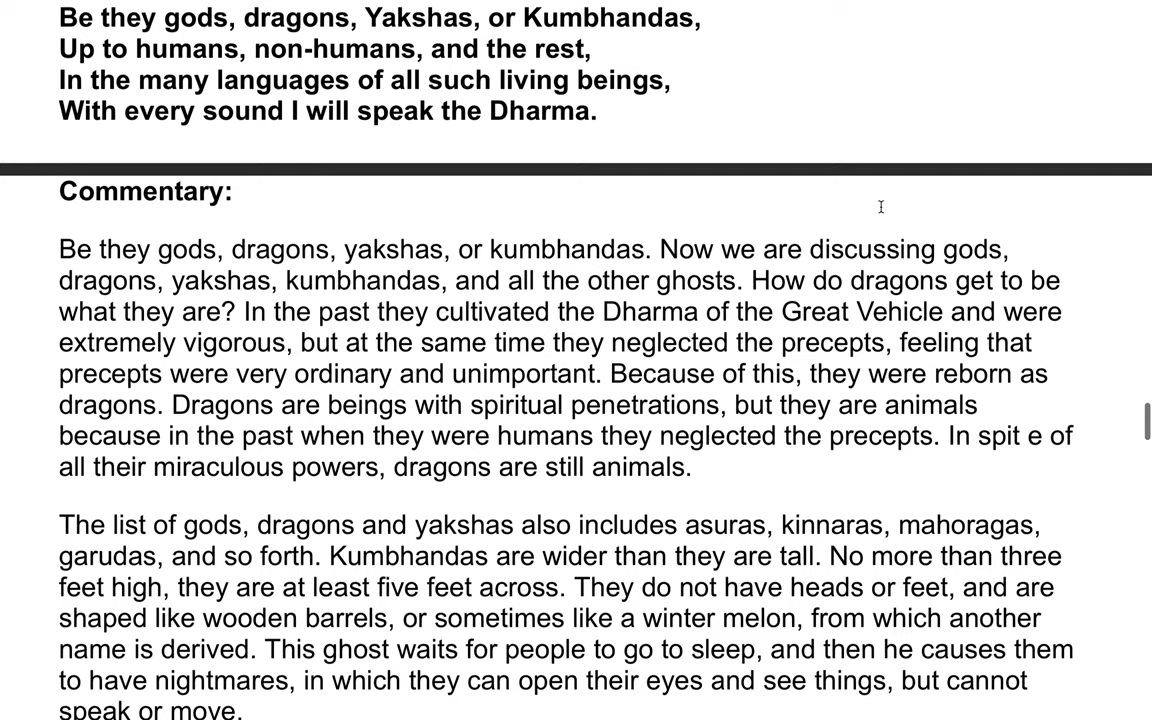 Be they gods, dragons, Yakshas, or Kumbhandas,
Up to humans, non-humans, and the rest,
In the many languages of all such living beings,
With every sound I will speak the Dharma.
Commentary:
Be they gods, dragons, yakshas, or kumbhandas. Now we are discussing gods,
dragons, yakshas, kumbhandas, and all the other ghosts. How do dragons get to be
what they are? In the past they cultivated the Dharma of the Great Vehicle and were
extremely vigorous, but at the same time they neglected the precepts, feeling that
precepts were very ordinary and unimportant. Because of this, they were reborn as
dragons. Dragons are beings with spiritual penetrations, but they are animals
because in the past when they were humans they neglected the precepts. In spit e of
all their miraculous powers, dragons are still animals.
The list of gods, dragons and yakshas also includes asuras, kinnaras, mahoragas,
garudas, and so forth. Kumbhandas are wider than they are tall. No more than three
feet high, they are at least five feet across. They do not have heads or feet, and are
shaped like wooden barrels, or sometimes like a winter melon, from which another
name is derived. This ghost waits for people to go to sleep, and then he causes them
to have nightmares, in which they can open their eyes and see things, but cannot
speak or move.